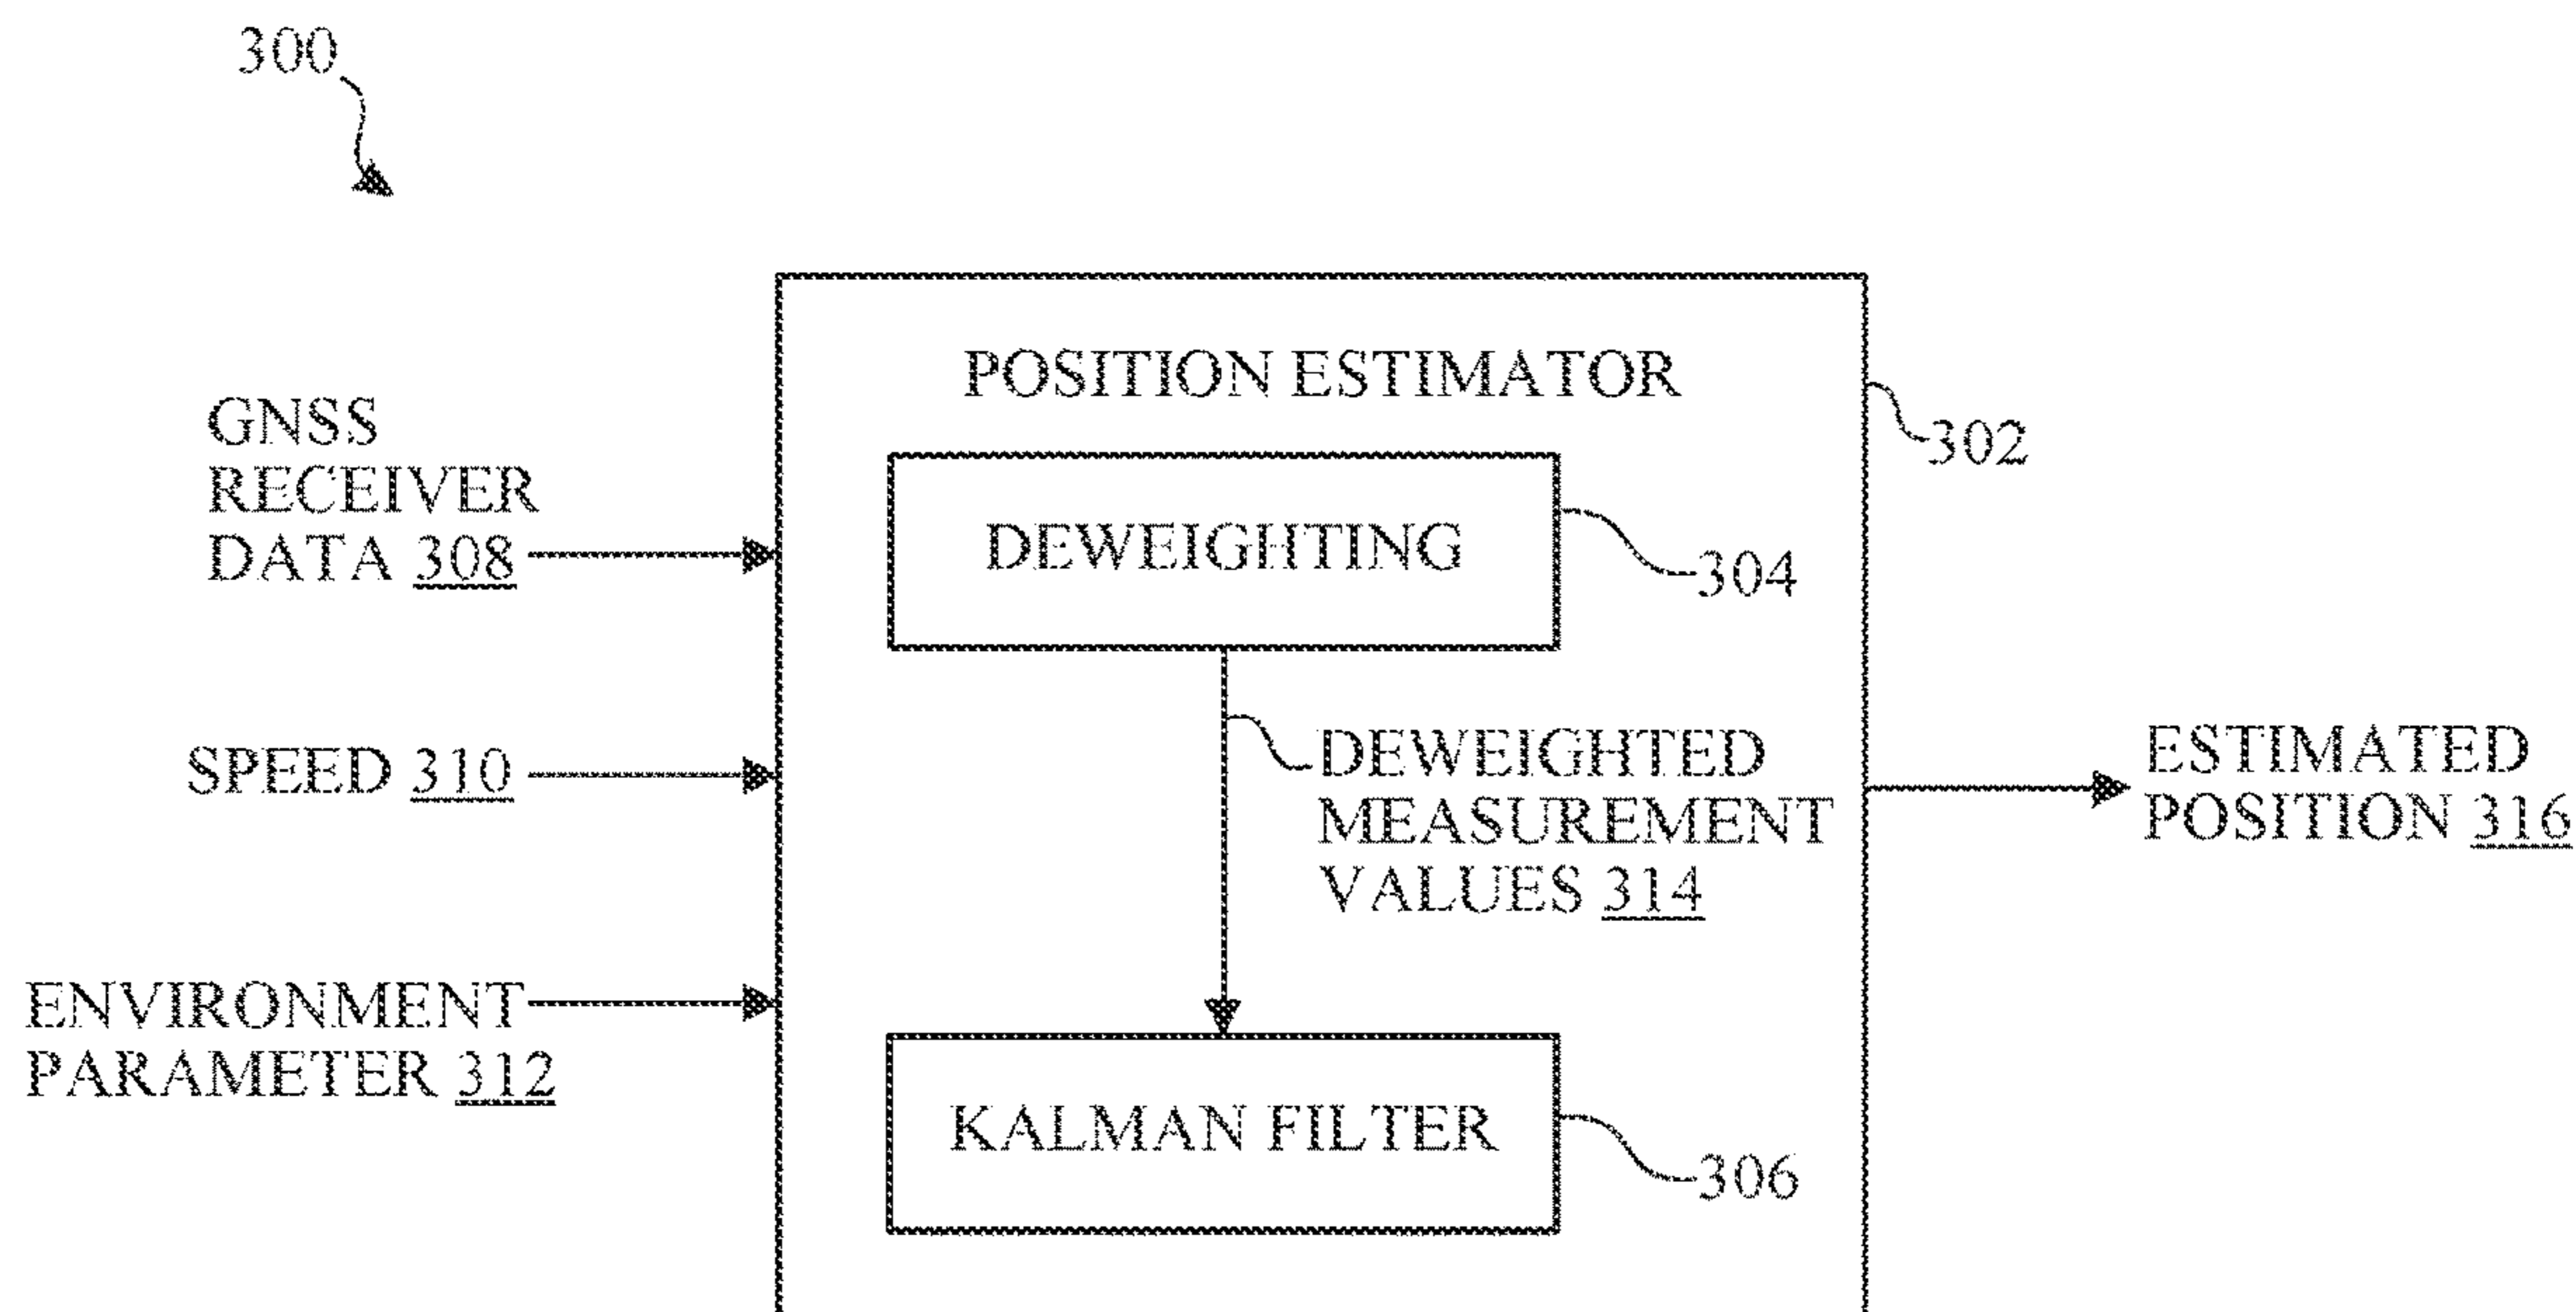 300
POSITION ESTIMATOR
GNSS
RECEIVER
DATA 308
302
DEWEIGHTING
304
SPEED 310
DEWEIGHTED
MEASUREMENT
VALUES 314
ESTIMATED
POSITION 316
ENVIRONMENT
PARAMETER 312
KALMAN FILTER
306